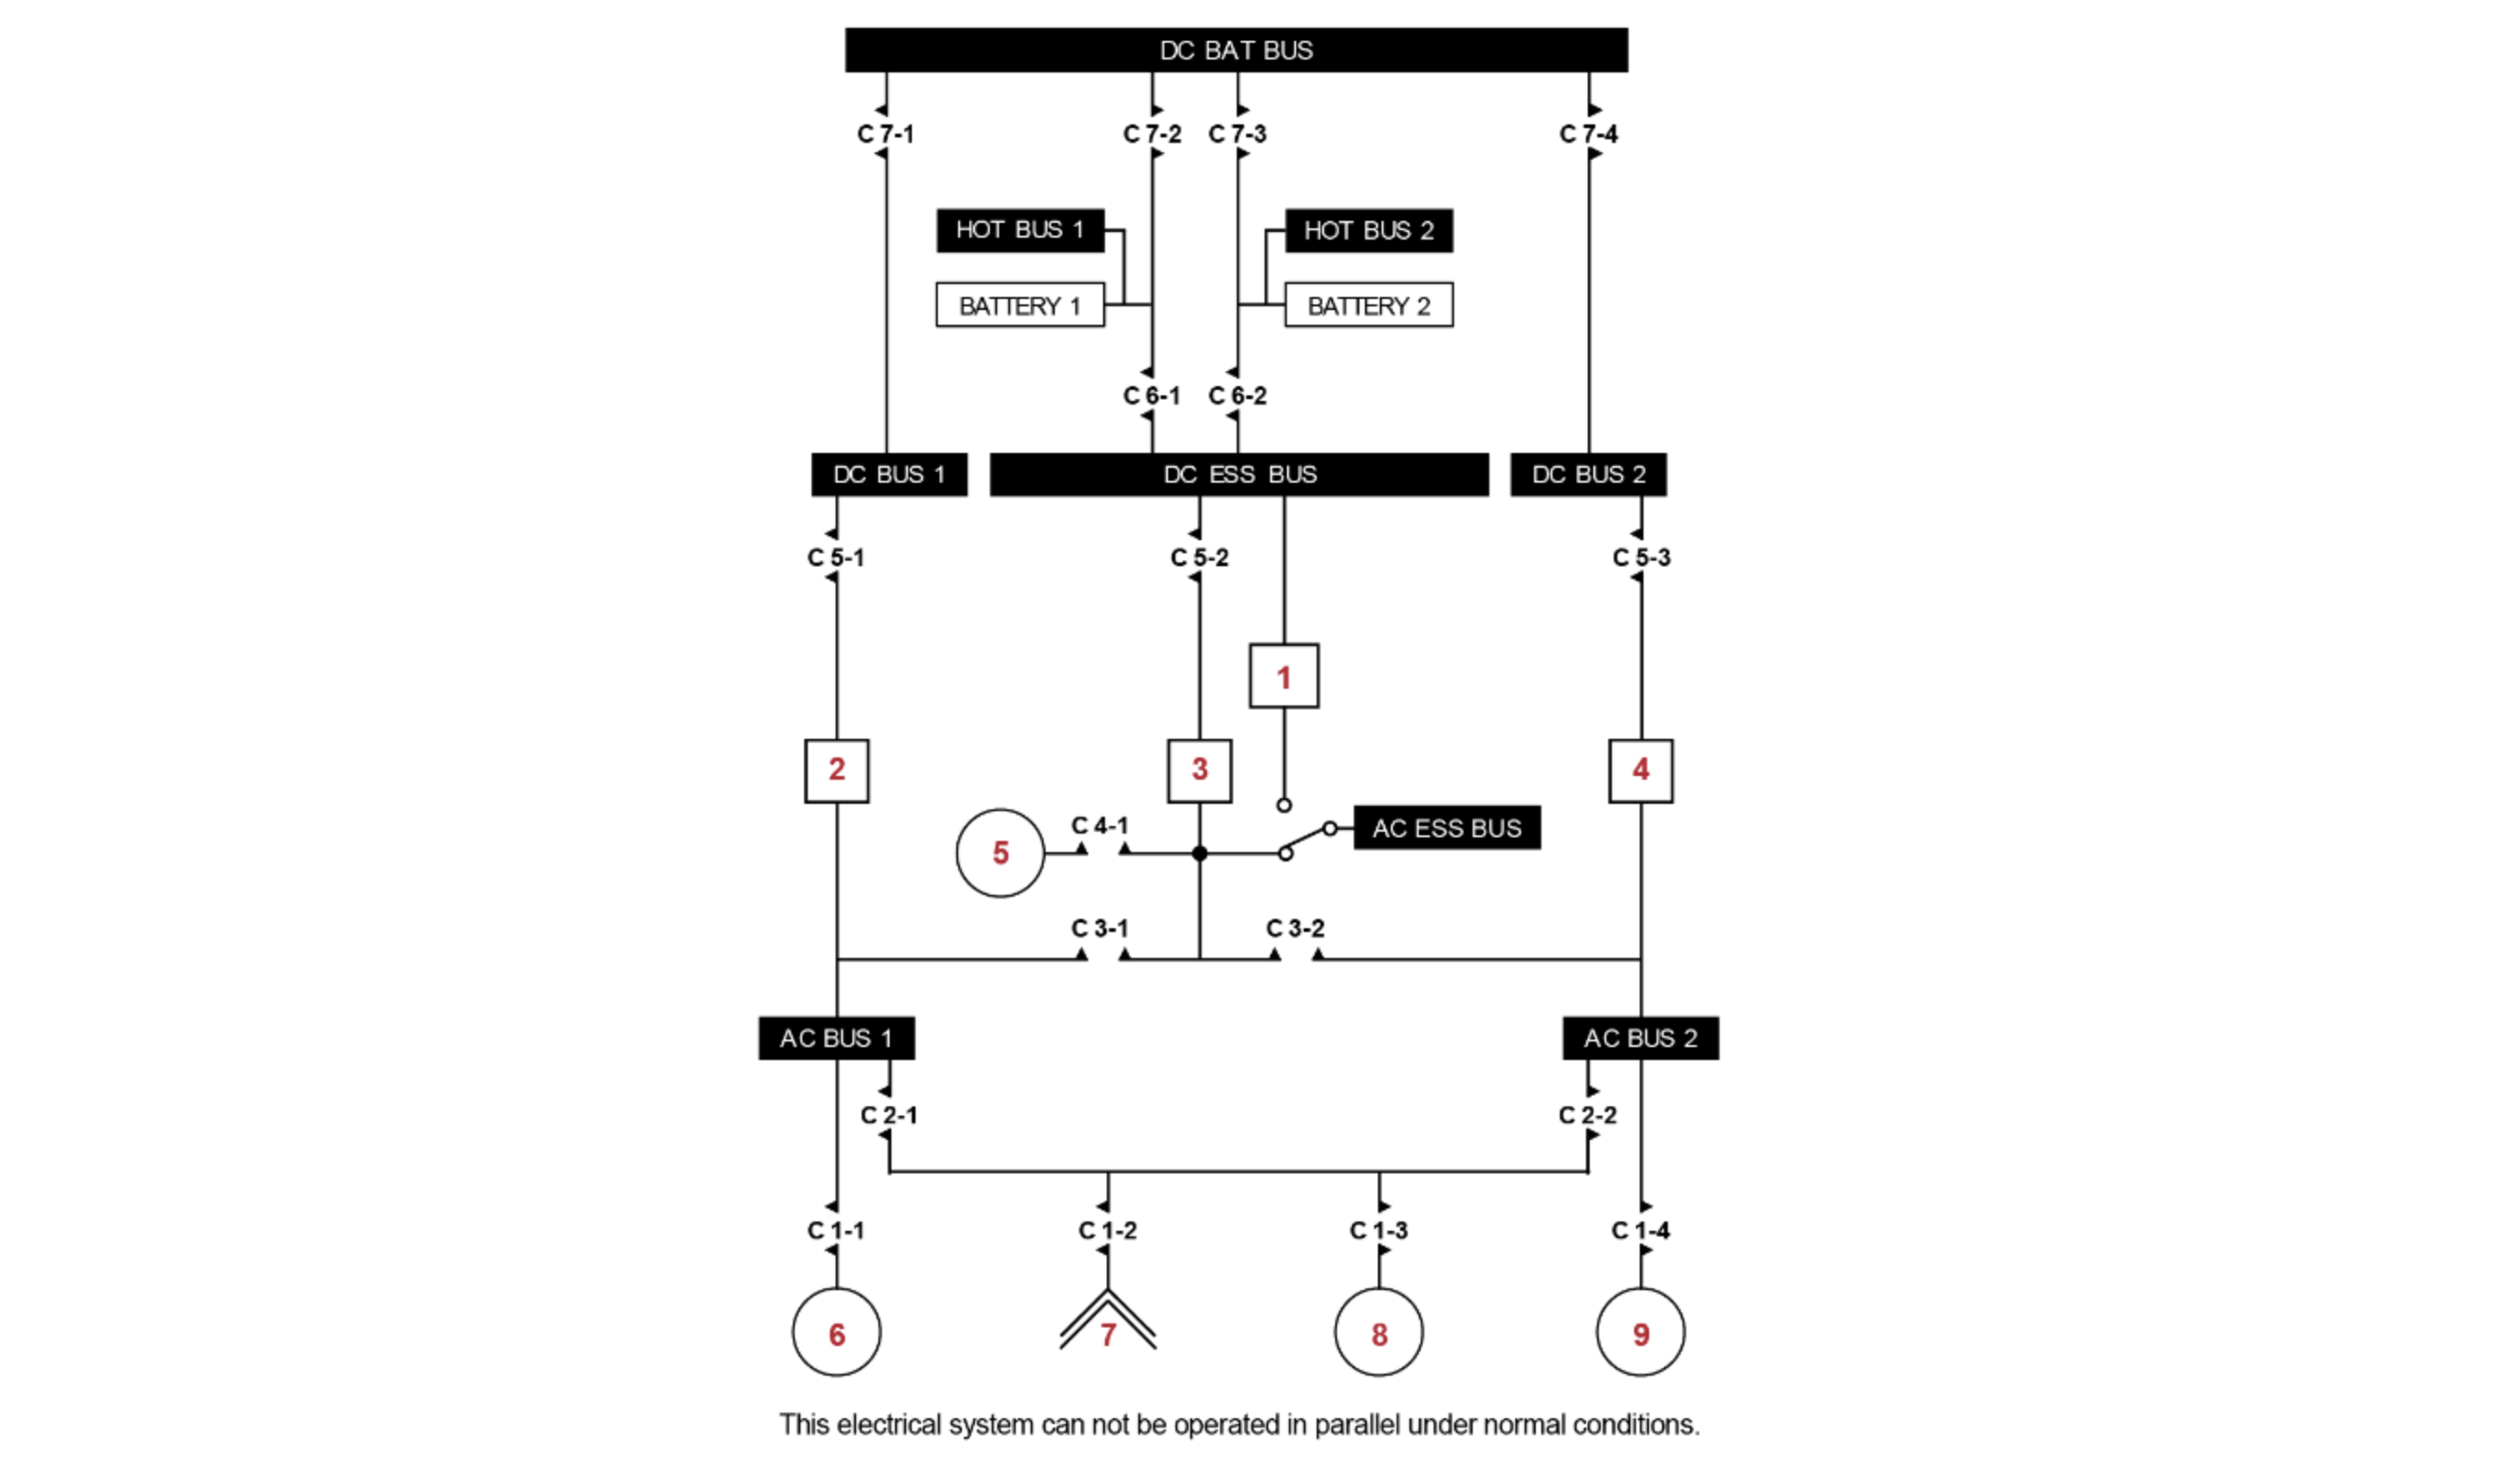 DC BAT BUS
C 7-1
C 7-2
C 7-3
C 7-4
HOT BUS 1
HOT BUS 2
BATTERY 1
BATTERY 2
C 6-1
C 6-2
DC BUS 1
DC ESS BUS
DC BUS 2
C 5-1
C 5-2
C 5-3
1
2
3
4
C 4-1
AC ESS BUS
5
C 3-1
C 3-2
AC BUS 1
AC BUS 2
C 2-1
C 2-2
C 1-1
C 1-2
C 1-3
C 1-4
6
7
8
9
This electrical system can not be operated in parallel under normal conditions.